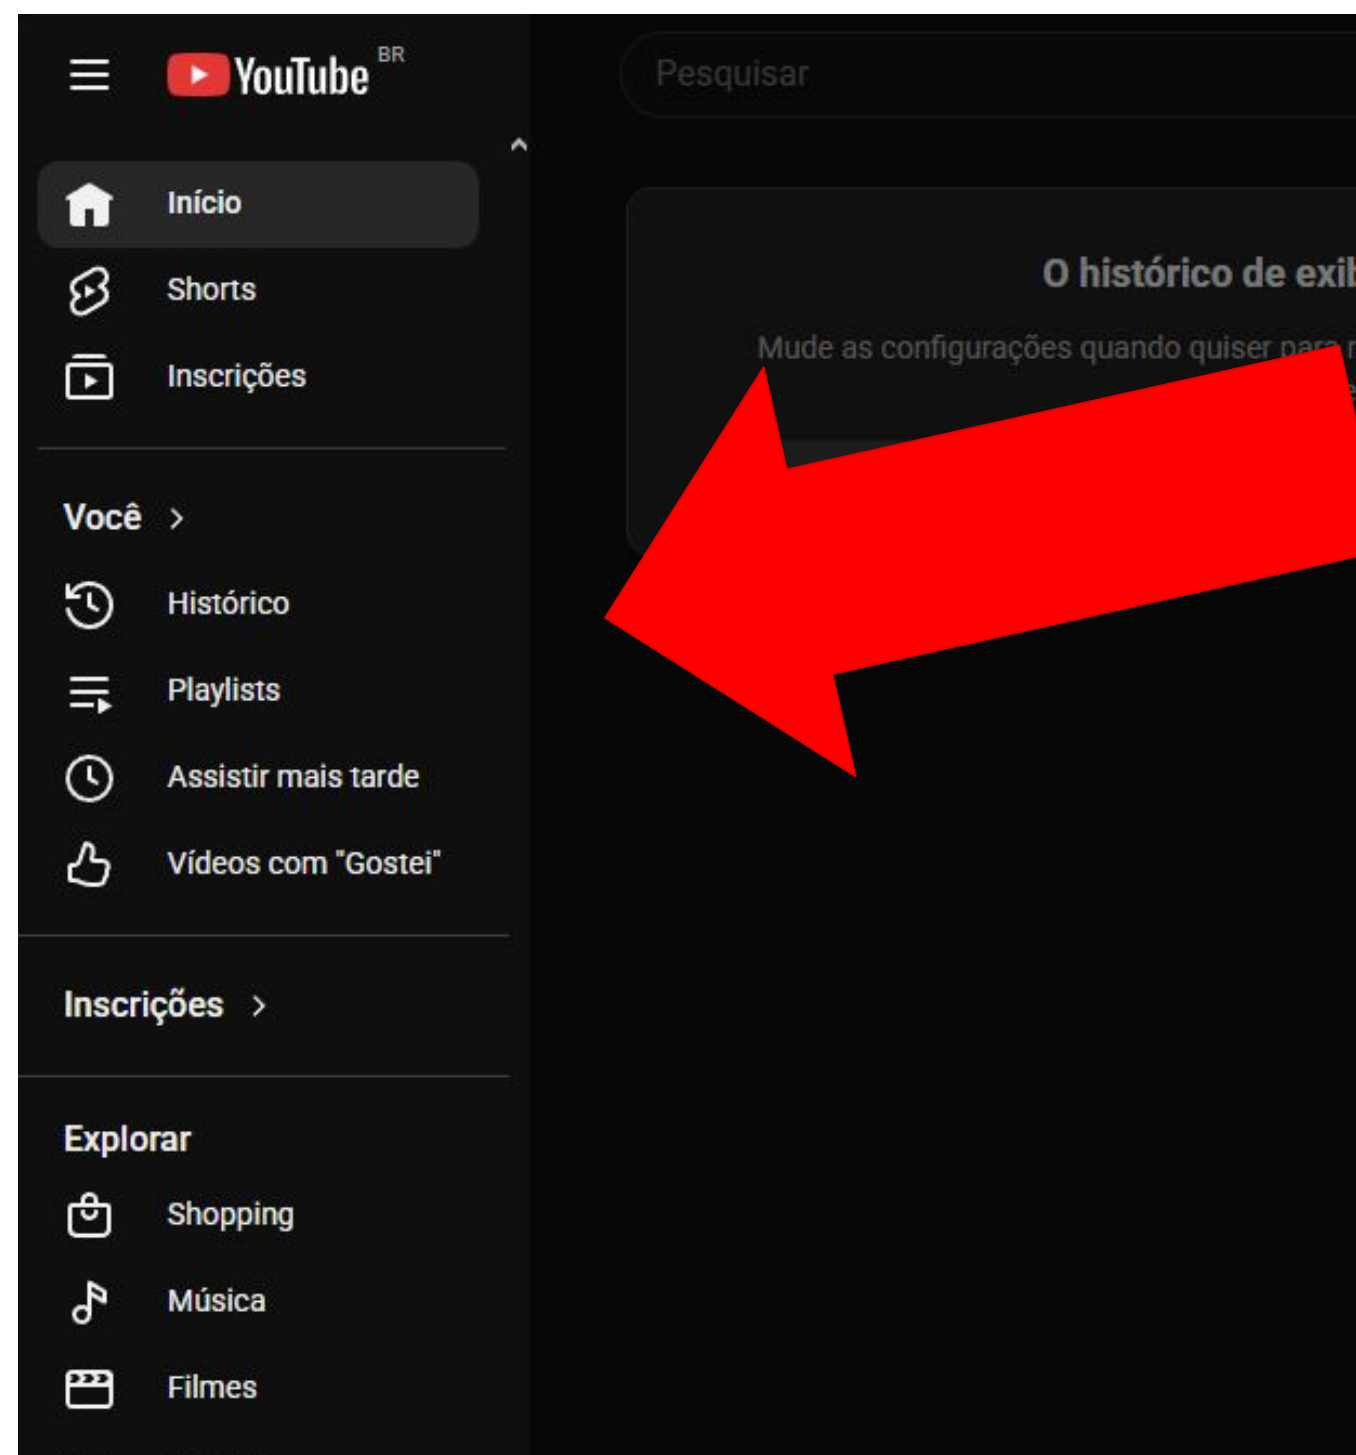 YouTube BR
Pesquisar
Início
Shorts
Inscrições
O histórico de
Mude as configurações quando quiser para
Você
Histórico
Playlists
Assistir mais tarde
Vídeos com "Gostei"
Inscrições
Explorar
Shopping
Música
Filmes